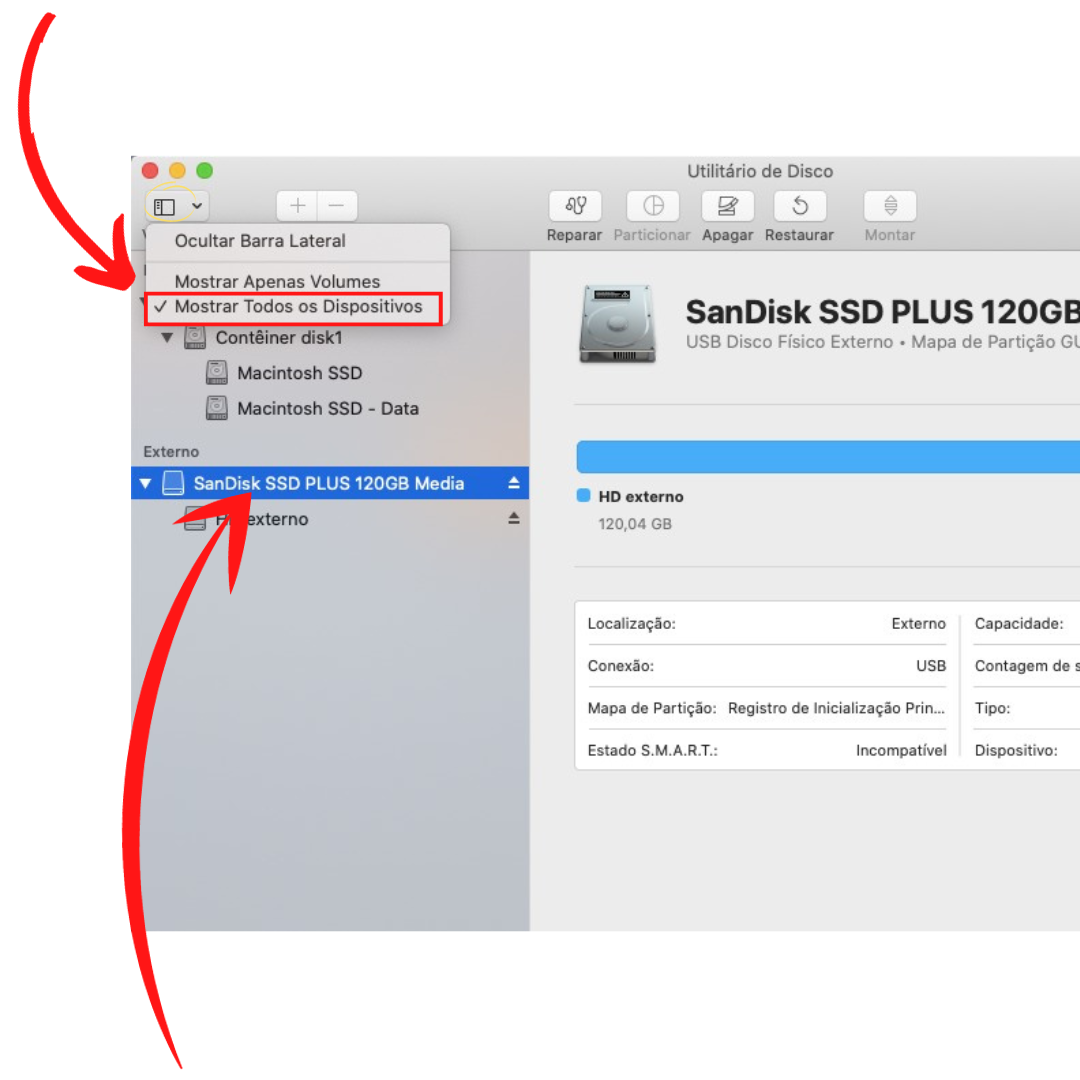 Utilitário de Disco
Reparar Particionar Apagar Restaurar Montar
Ocultar Barra Lateral
Mostrar Apenas Volumes
✓ Mostrar Todos os Dispositivos
Contêiner disk1
Macintosh SSD
Macintosh SSD - Data
Externo
SanDisk SSD PLUS 120GB Media
externo
SanDisk SSD PLUS 120GB
USB Disco Físico Externo • Mapa de Partição
HD externo
120,04 GB
Localização: Externo Capacidade:
Conexão: USB Contagem de
Mapa de Partição: Registro de Inicialização Prin... Tipo:
Estado S.M.A.R.T.: Incompatível Dispositivo: